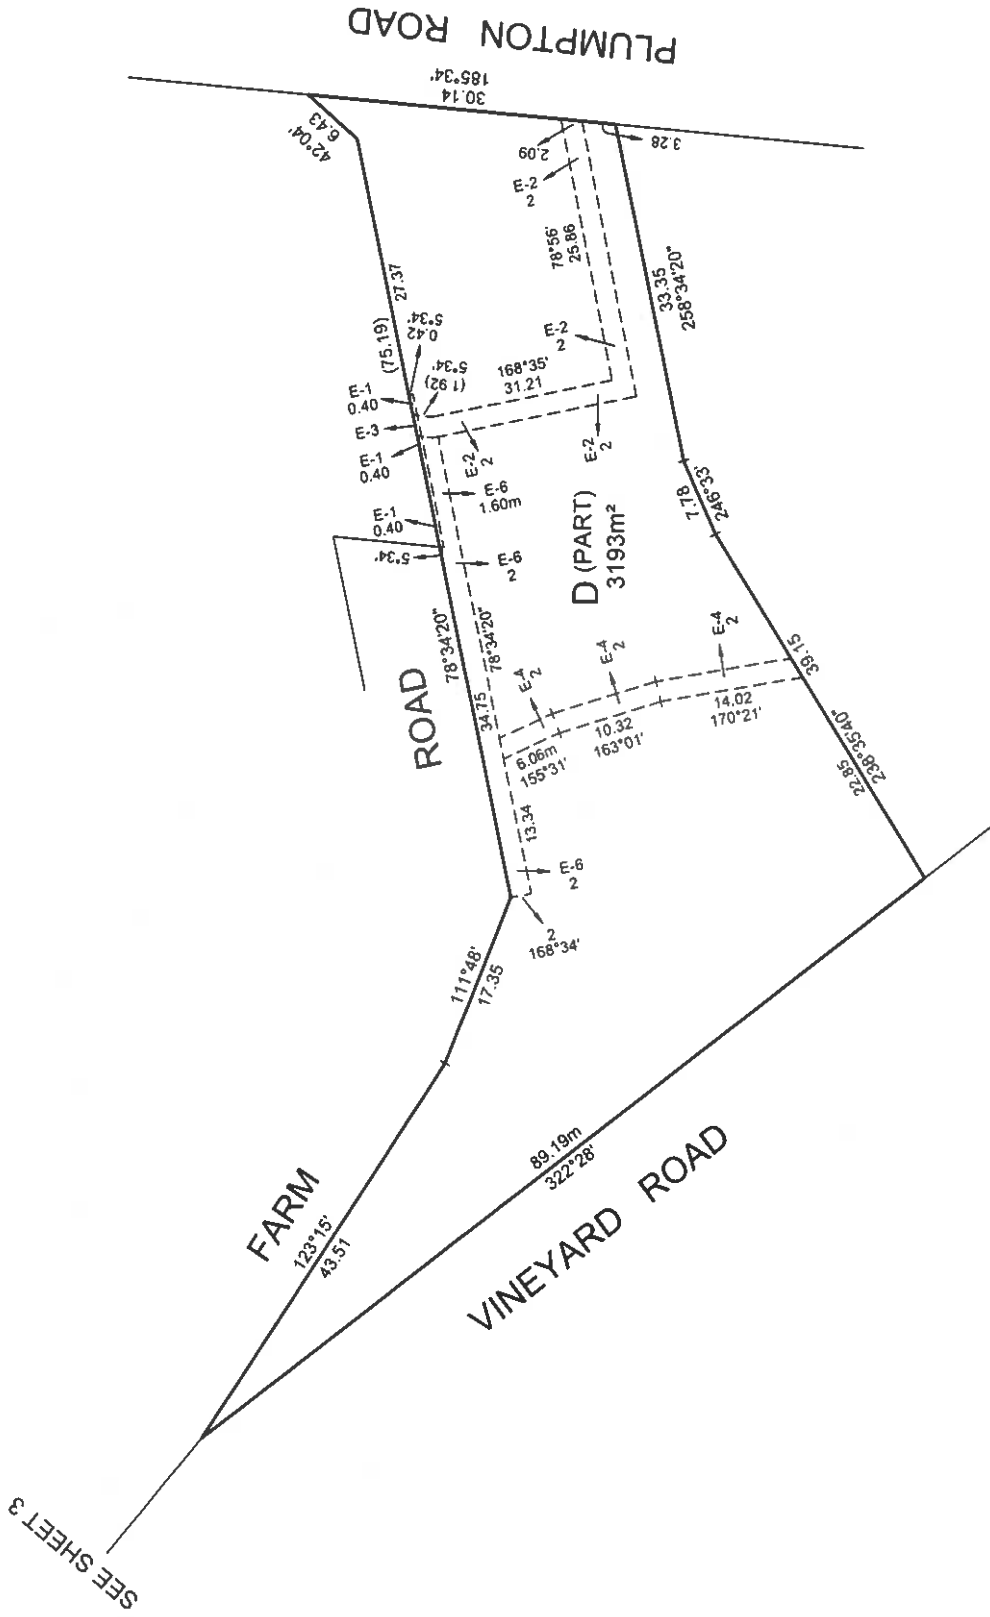 PLUMPTON ROAD
185°34'
30.14
42°04'
6.43
3.28
2.09
E-2
2
78°56'
25.86
27.37
(75.19)
5°34'
0.42
5°34'
(1.92)
E-2
2
33.35
258°34'20"
168°35'
31.21
E-1
0.40
E-3
E-1
0.40
E-2
2
E-2
2
E-6
1.60m
E-1
0.40
5°34'
E-6
2
D (PART)
3193m²
7.78
246°33'
78°34'20"
78°34'20"
34.75
ROAD
E-4
2
E-4
2
E-4
2
39.15
6.06m
155°31'
10.32
163°01'
14.02
170°21'
22.85
238°35'40"
13.34
E-6
2
2
168°34'
111°48'
17.35
FARM
123°15'
43.51
89.19m
322°28'
VINEYARD ROAD
SEE SHEET 3